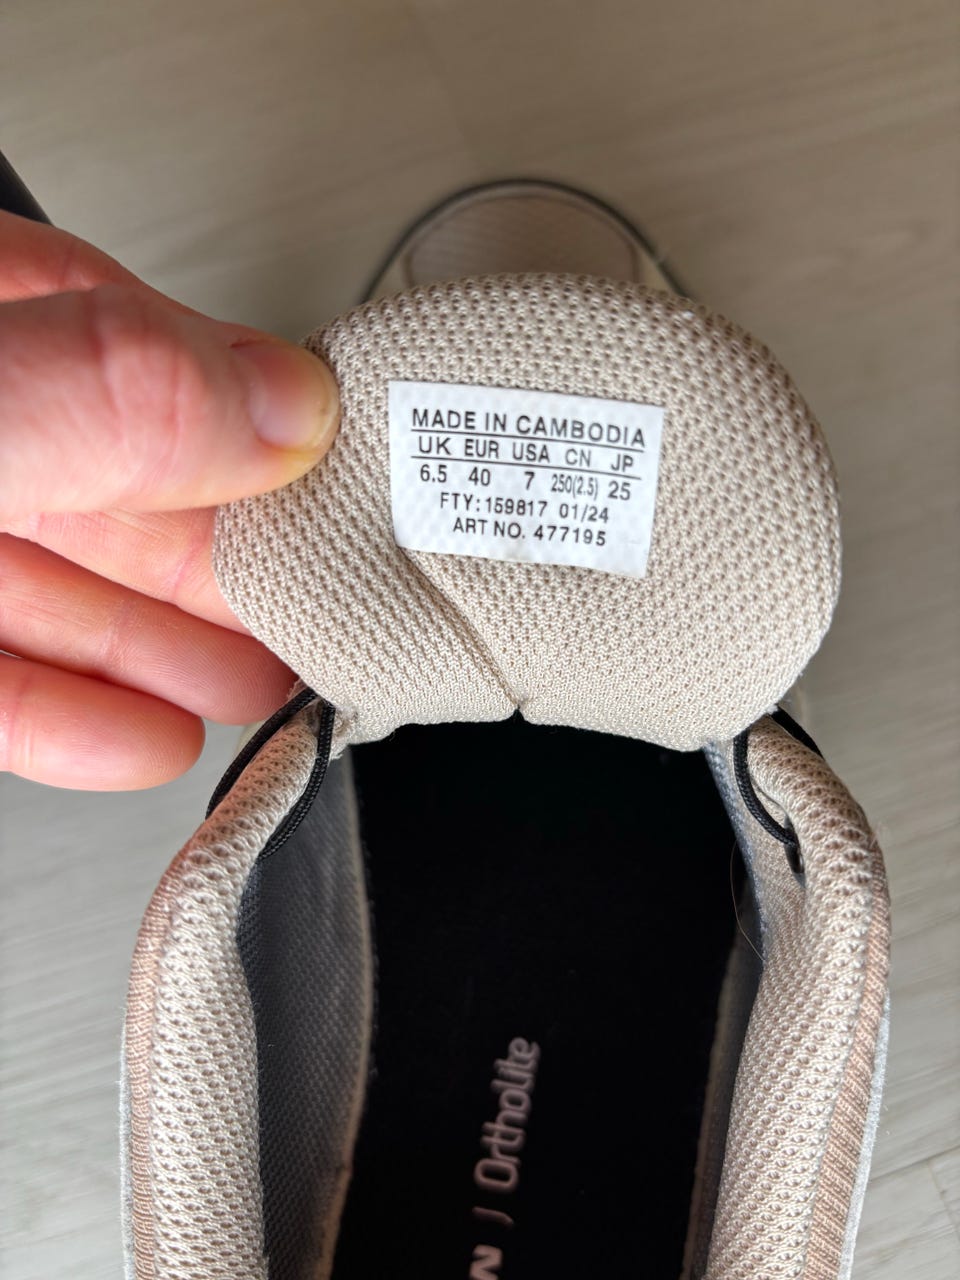 MADE IN CAMBODIA
UK EUR USA CN JP
6.5 40 7 250(2.5) 25
FTY: 159817 01/24
ART NO. 477195
Ortholite